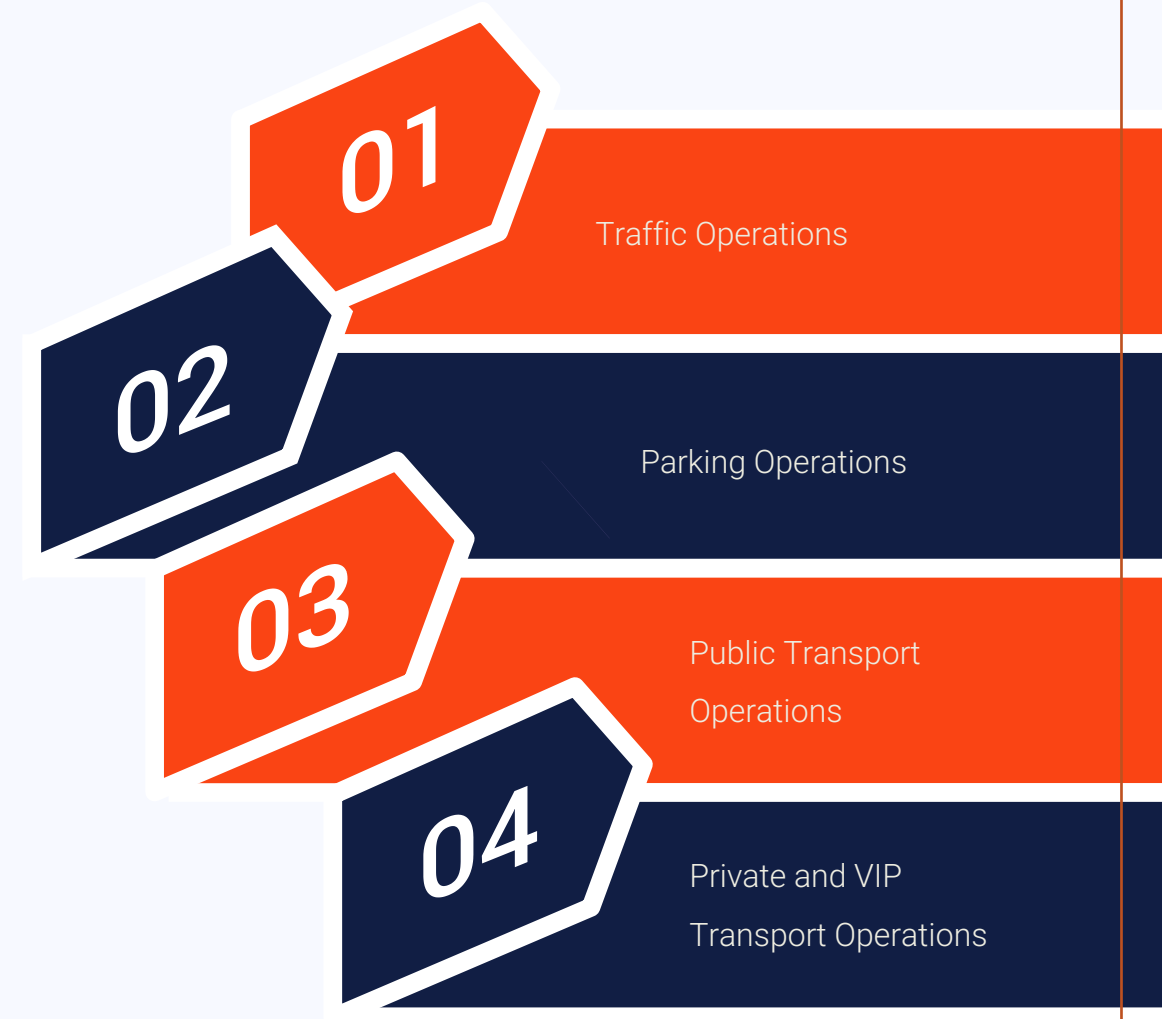 01
Traffic Operations
02
Parking Operations
03
Public Transport
Operations
04
Private and VIP
Transport Operations